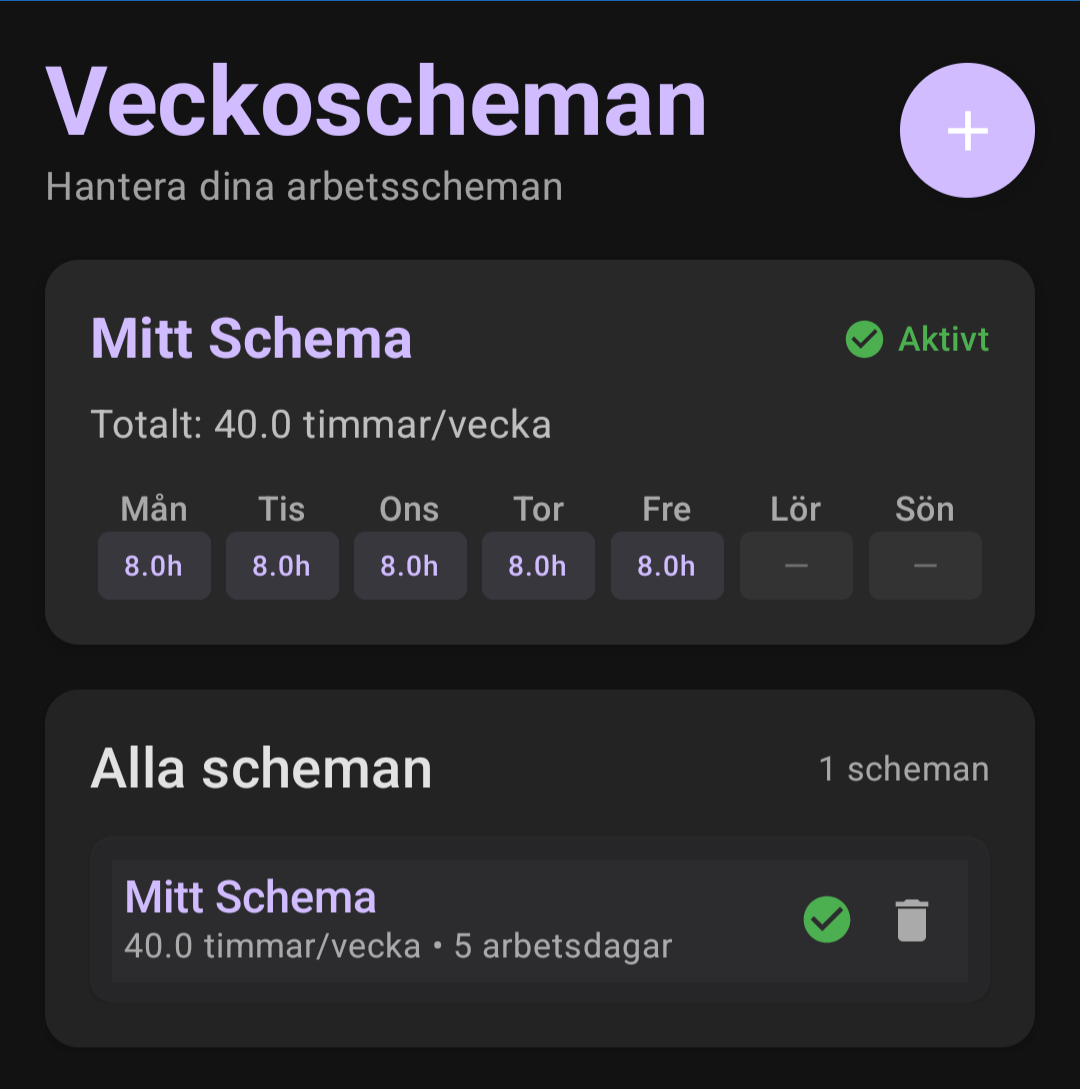 Veckoscheman
Hantera dina arbetsscheman
Mitt Schema
Aktivt
Totalt: 40.0 timmar/vecka
Mån Tis Ons Tor Fre Lör Sön
8.0h 8.0h 8.0h 8.0h 8.0h — —
Alla scheman
1 scheman
Mitt Schema
40.0 timmar/vecka • 5 arbetsdagar